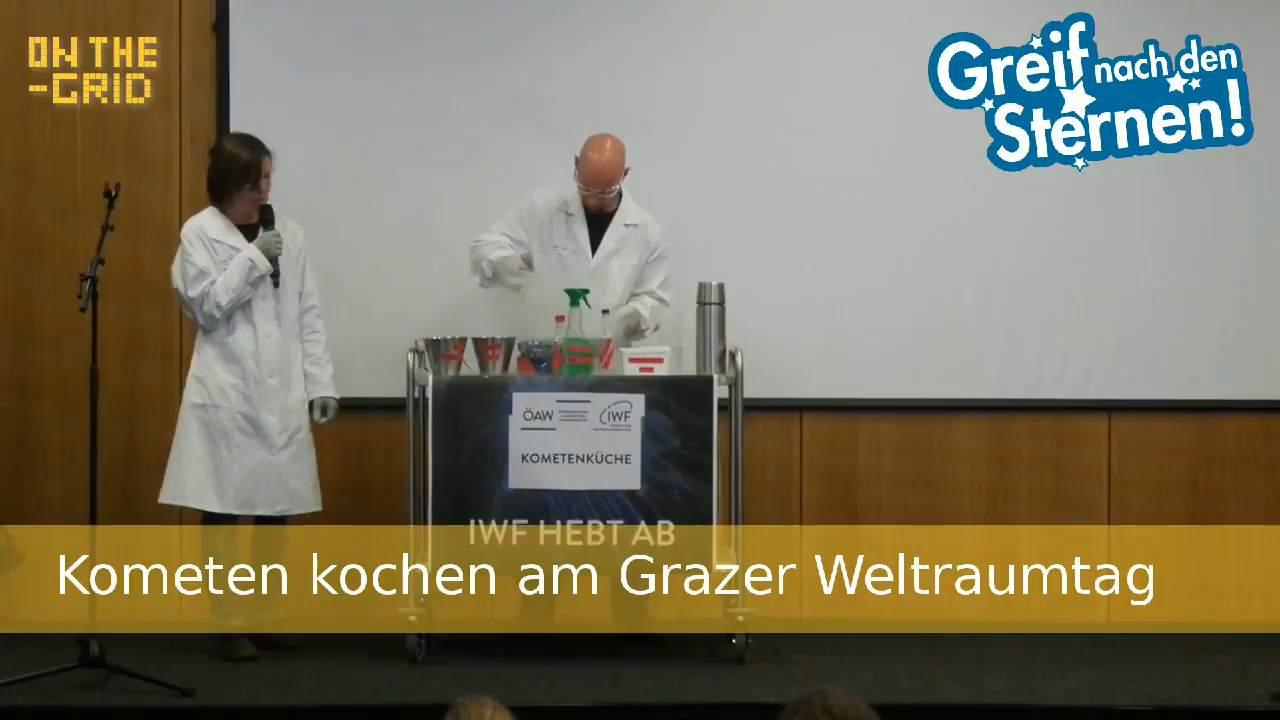 ON THE
-GRID
Greif nach den
Sternen!
ÖAW
IWF
KOMETENKÜCHE
IWF HEBT AB
Kometen kochen am Grazer Weltraumtag